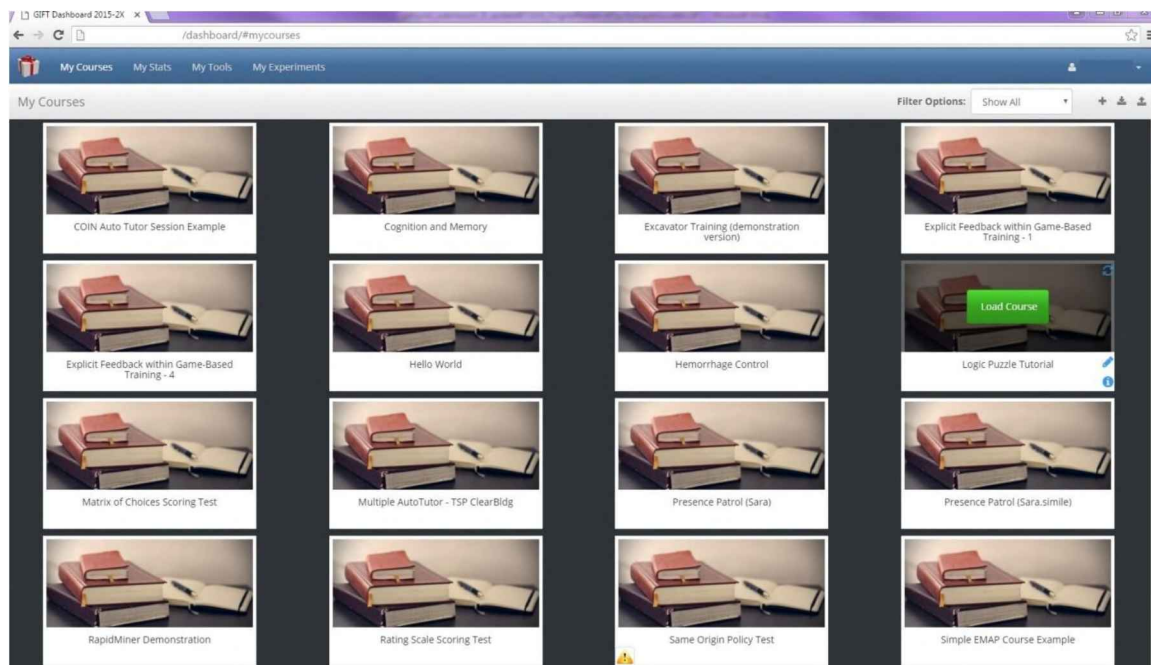 GIFT Dashboard 2015-2X
/dashboard/#mycourses
My Courses My Stats My Tools My Experiments
My Courses
Filter Options: Show All
COIN Auto Tutor Session Example
Cognition and Memory
Excavator Training (demonstration
version)
Explicit Feedback within Game-Based
Training - 1
Explicit Feedback within Game-Based
Training - 4
Hello World
Hemorrhage Control
Load Course
Logic Puzzle Tutorial
Matrix of Choices Scoring Test
Multiple AutoTutor - TSP ClearBldg
Presence Patrol (Sara)
Presence Patrol (Sara.simile)
RapidMiner Demonstration
Rating Scale Scoring Test
Same Origin Policy Test
Simple EMAP Course Example